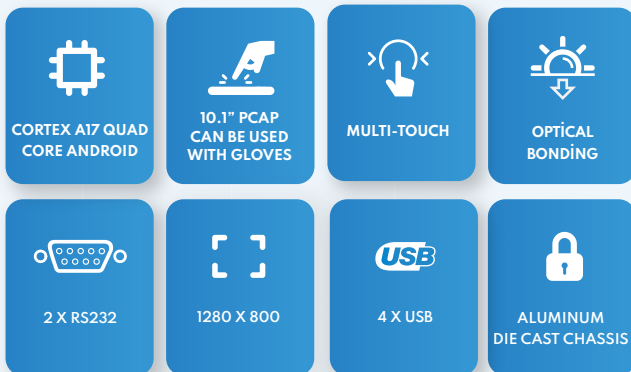 CORTEX A17 QUAD
CORE ANDROID
10.1” PCAP
CAN BE USED
WITH GLOVES
MULTI-TOUCH
OPTİCAL
BONDİNG
2 X RS232
1280 X 800
USB
4 X USB
ALUMINUM
DIE CAST CHASSIS